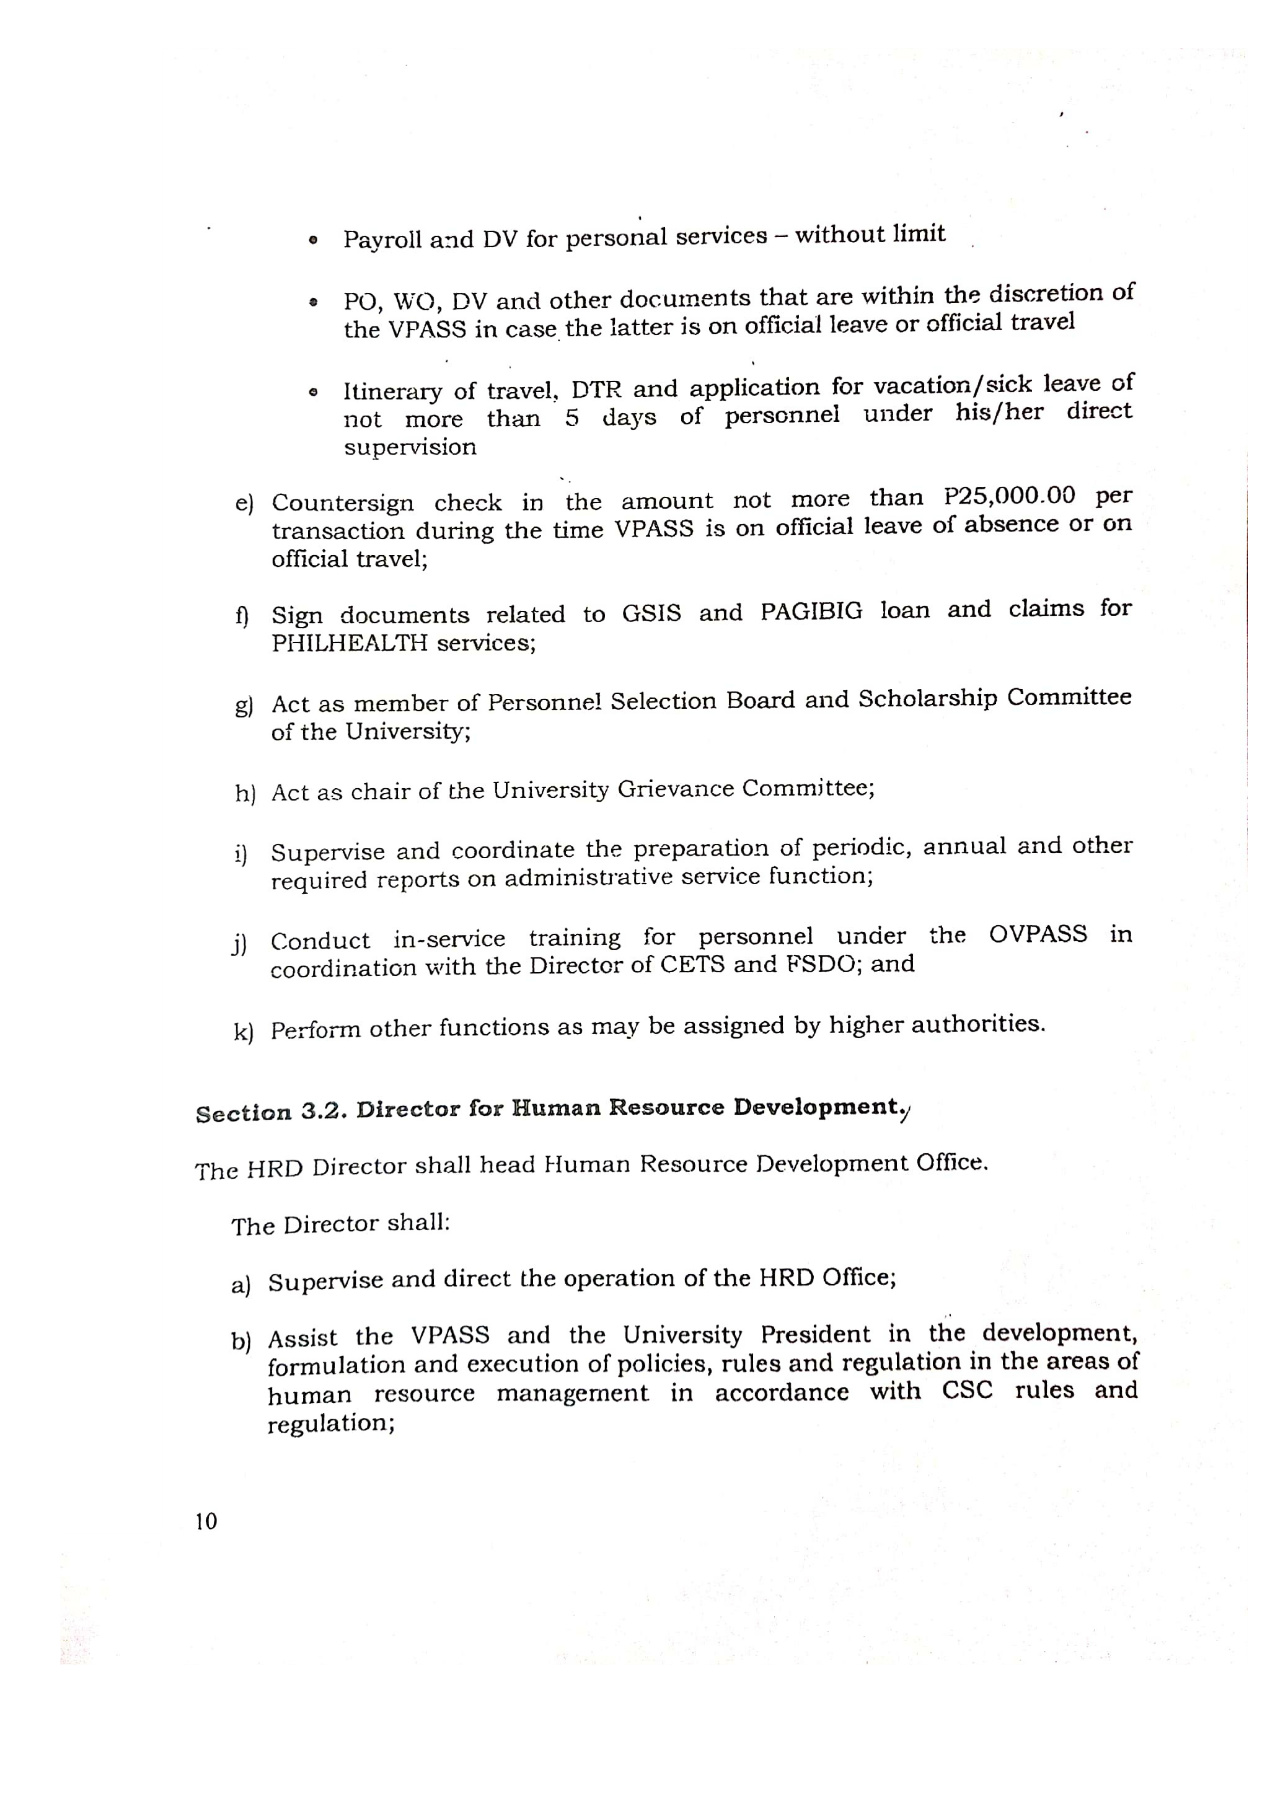 • Payroll and DV for personal services – without limit
• PO, WO, DV and other documents that are within the discretion of
the VPASS in case the latter is on official leave or official travel
• Itinerary of travel, DTR and application for vacation/sick leave of
not more than 5 days of personnel under his/her direct
supervision
e) Countersign check in the amount not more than P25,000.00 per
transaction during the time VPASS is on official leave of absence or on
official travel;
f) Sign documents related to GSIS and PAGIBIG loan and claims for
PHILHEALTH services;
g) Act as member of Personnel Selection Board and Scholarship Committee
of the University;
h) Act as chair of the University Grievance Committee;
i) Supervise and coordinate the preparation of periodic, annual and other
required reports on administrative service function;
j) Conduct in-service training for personnel under the OVPASS in
coordination with the Director of CETS and FSDO; and
k) Perform other functions as may be assigned by higher authorities.
Section 3.2. Director for Human Resource Development.
The HRD Director shall head Human Resource Development Office.
The Director shall:
a) Supervise and direct the operation of the HRD Office;
b) Assist the VPASS and the University President in the development,
formulation and execution of policies, rules and regulation in the areas of
human resource management in accordance with CSC rules and
regulation;
10